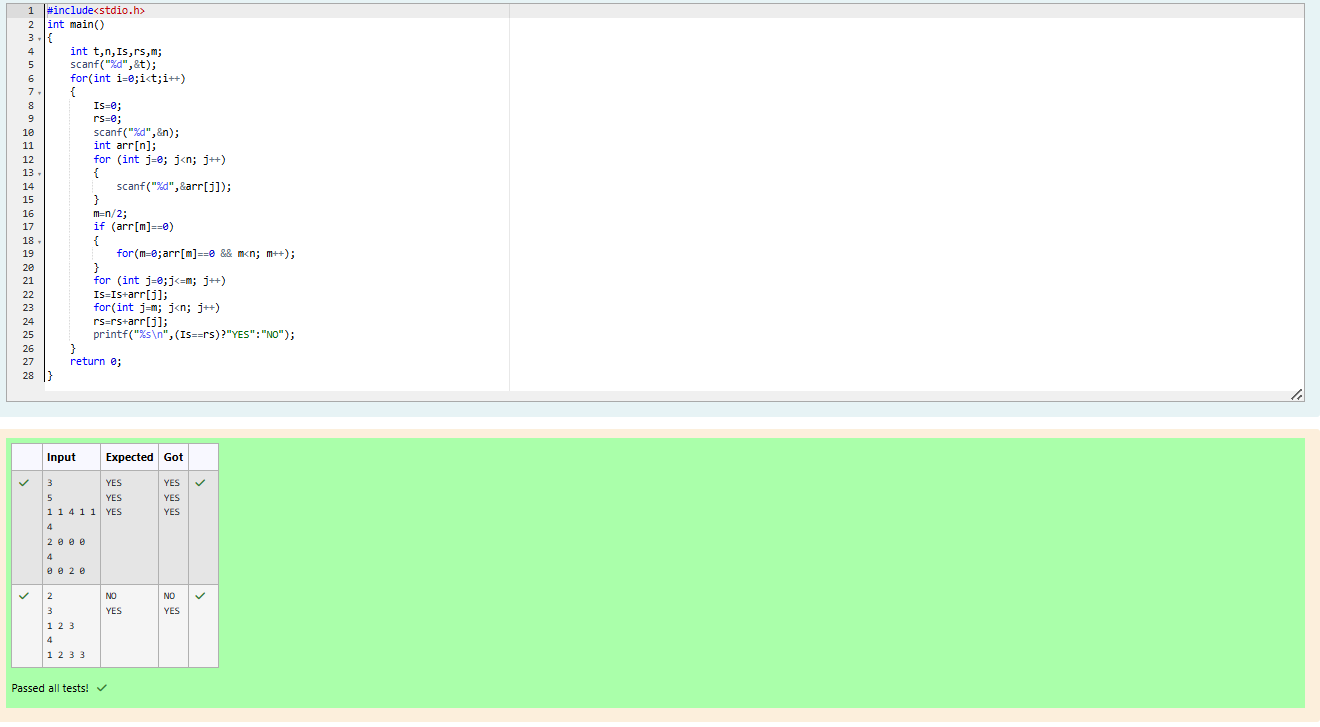 1 #include<stdio.h>
2 int main()
3 {
4 int t,n,Is,rs,m;
5 scanf("%d",&t);
6 for(int i=0;i<t;i++)
7 {
8 Is=0;
9 rs=0;
10 scanf("%d",&n);
11 int arr[n];
12 for (int j=0; j<n; j++)
13 {
14 scanf("%d",&arr[j]);
15 }
16 m=n/2;
17 if (arr[m]==0)
18 {
19 for(m=0;arr[m]==0 && m<n; m++);
20 }
21 for (int j=0;j<=m; j++)
22 Is=Is+arr[j];
23 for(int j=m; j<n; j++)
24 rs=rs+arr[j];
25 printf("%s\n",(Is==rs)?"YES":"NO");
26 }
27 return 0;
28 }
Input Expected Got
3 YES YES
5 YES YES
1 1 4 1 1 YES YES
4
2 0 0 0
4
0 0 2 0
2 NO NO
3 YES YES
1 2 3
4
1 2 3 3
Passed all tests!